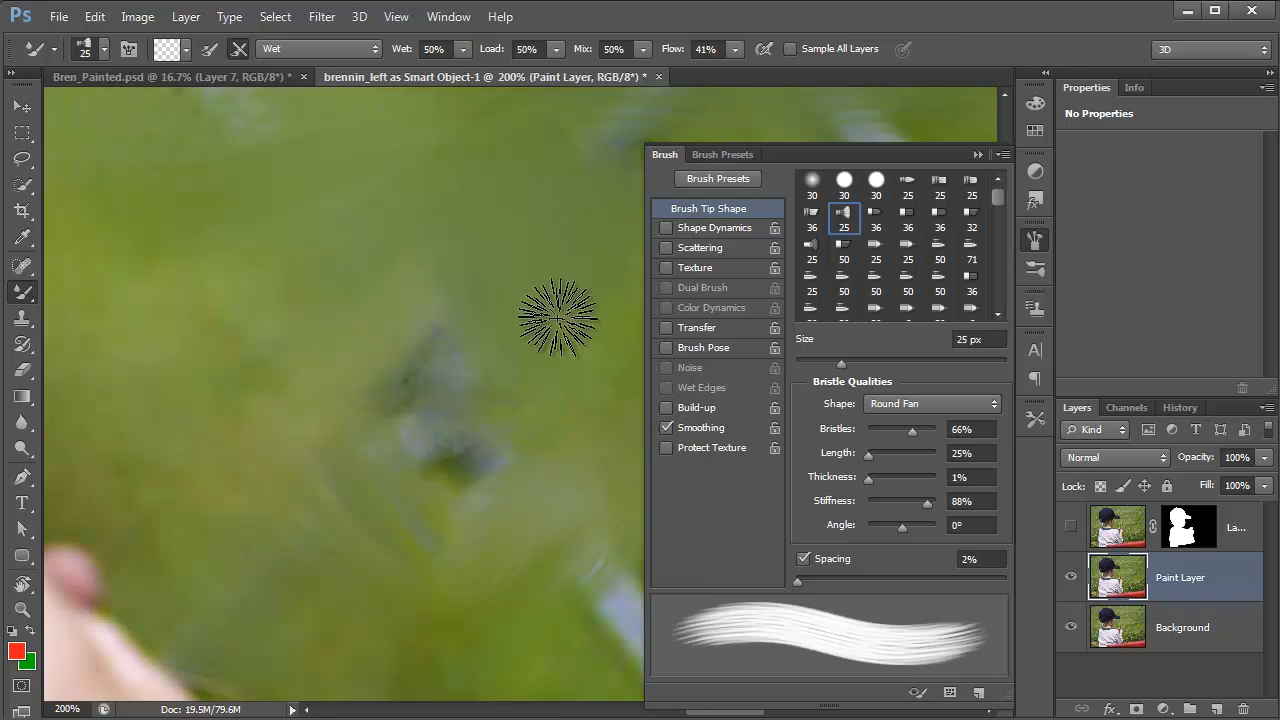 Ps File Edit Image Layer Type Select Filter 3D View Window Help
25 Wet Wet: 50% Load: 50% Mix: 50% Flow: 41% Sample All Layers 3D
Bren_Painted.psd @ 16.7% (Layer 7, RGB/8*) * × brennin_left as Smart Object-1 @ 200% (Paint Layer, RGB/8*) * ×
Properties Info
No Properties
Brush Brush Presets
Brush Presets
Brush Tip Shape
Shape Dynamics
Scattering
Texture
Dual Brush
Color Dynamics
Transfer
Brush Pose
Noise
Wet Edges
Build-up
Smoothing
Protect Texture
30 30 30 25 25 25
36 25 36 36 36 32
25 50 25 25 50 71
25 50 25 50 50 36
Size 25 px
Bristle Qualities
Shape: Round Fan
Bristles: 66%
Length: 25%
Thickness: 1%
Stiffness: 88%
Angle: 0°
Spacing 2%
Layers Channels History
Kind
Normal Opacity: 100%
Lock: Fill: 100%
La...
Paint Layer
Background
200% Doc: 19.5M/79.6M